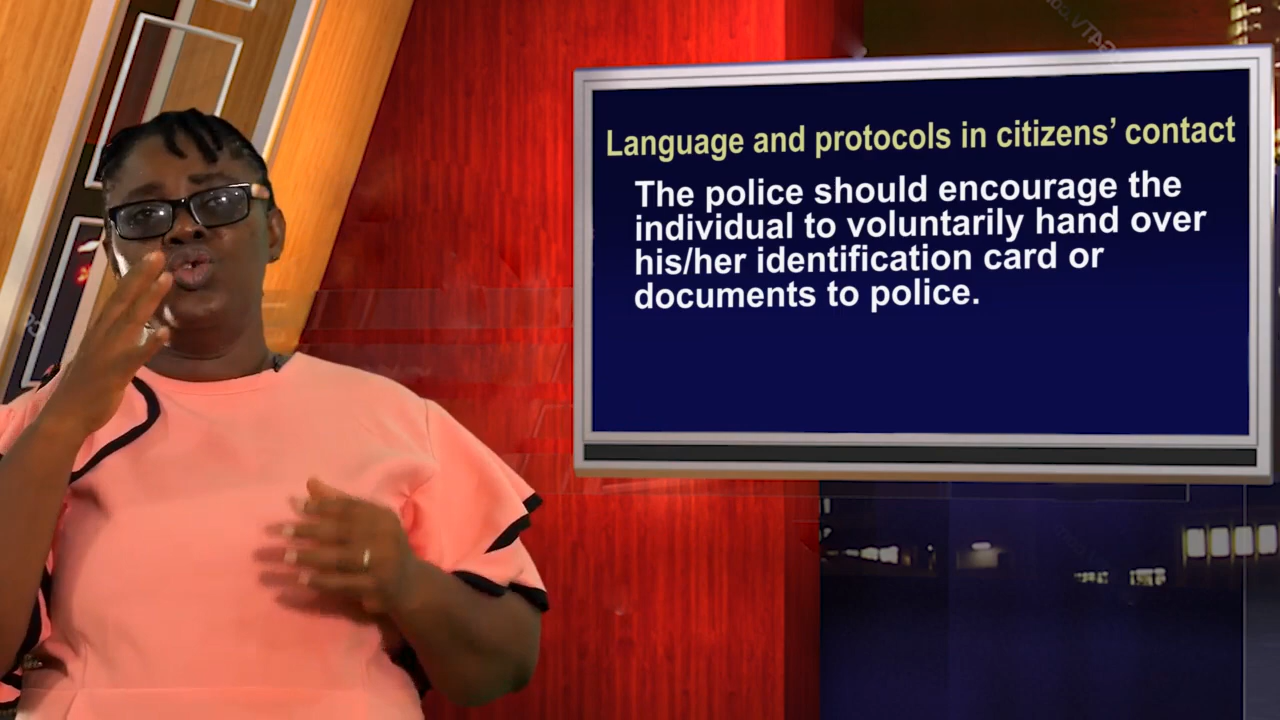 Language and protocols in citizens’ contact
The police should encourage the
individual to voluntarily hand over
his/her identification card or
documents to police.